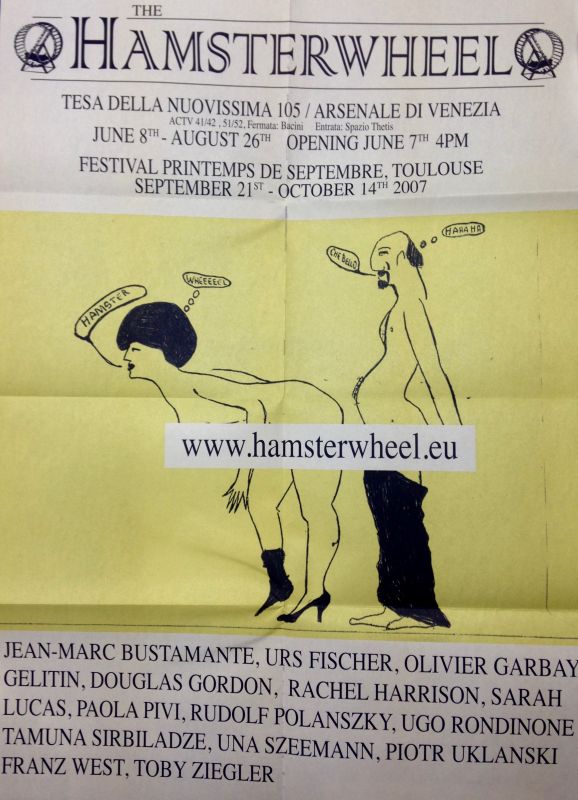 THE
HAMSTERWHEEL
TESA DELLA NUOVISSIMA 105 / ARSENALE DI VENEZIA
ACTV 41/42 , 51/52, Fermata: Bacini Entrata: Spazio Thetis
JUNE 8TH - AUGUST 26TH OPENING JUNE 7TH 4PM
FESTIVAL PRINTEMPS DE SEPTEMBRE, TOULOUSE
SEPTEMBER 21ST - OCTOBER 14TH 2007
HAHAHA
CHE BELLO
WHEEEEL
HAMSTER
www.hamsterwheel.eu
JEAN-MARC BUSTAMANTE, URS FISCHER, OLIVIER GARBAY
GELITIN, DOUGLAS GORDON, RACHEL HARRISON, SARAH
LUCAS, PAOLA PIVI, RUDOLF POLANSZKY, UGO RONDINONE
TAMUNA SIRBILADZE, UNA SZEEMANN, PIOTR UKLANSKI
FRANZ WEST, TOBY ZIEGLER